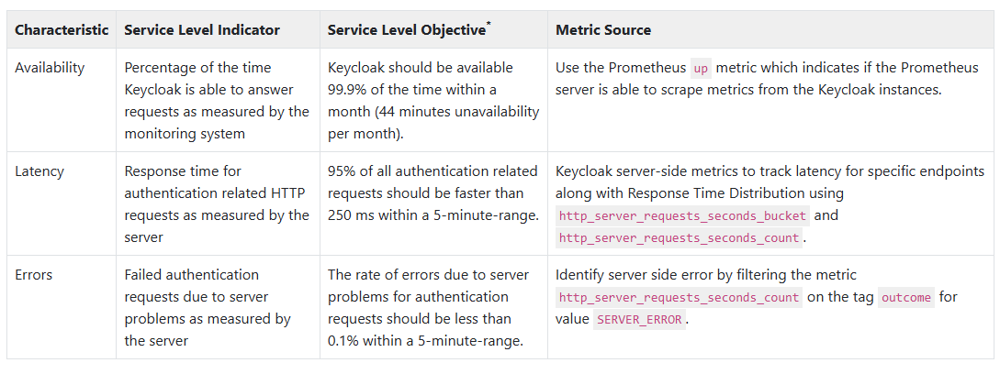 Characteristic
Service Level Indicator
Service Level Objective*
Metric Source
Availability
Percentage of the time
Keycloak is able to answer
requests as measured by the
monitoring system
Keycloak should be available
99.9% of the time within a
month (44 minutes unavailability
per month).
Use the Prometheus up metric which indicates if the Prometheus
server is able to scrape metrics from the Keycloak instances.
Latency
Response time for
authentication related HTTP
requests as measured by the
server
95% of all authentication related
requests should be faster than
250 ms within a 5-minute-range.
Keycloak server-side metrics to track latency for specific endpoints
along with Response Time Distribution using
http_server_requests_seconds_bucket and
http_server_requests_seconds_count.
Errors
Failed authentication
requests due to server
problems as measured by
the server
The rate of errors due to server
problems for authentication
requests should be less than
0.1% within a 5-minute-range.
Identify server side error by filtering the metric
http_server_requests_seconds_count on the tag outcome for
value SERVER_ERROR.